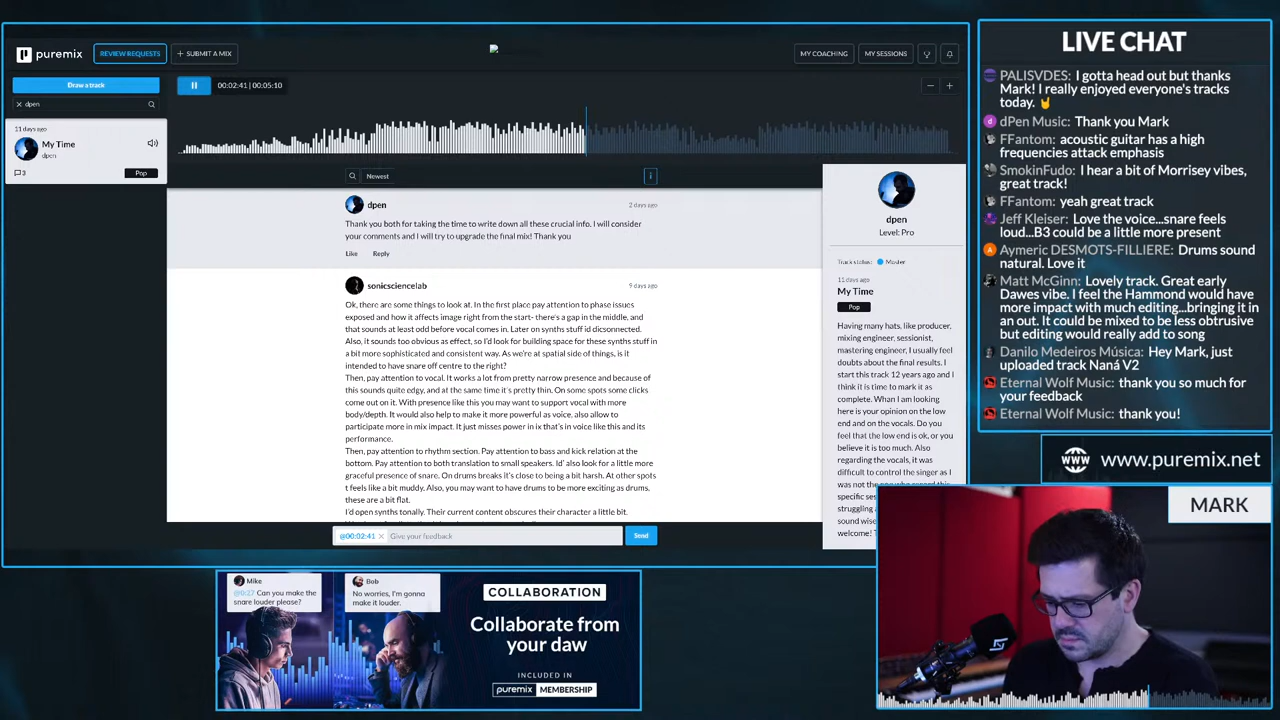 puremix
REVIEW REQUESTS
SUBMIT A MIX
MY COACHING
MY SESSIONS
Draw a track
dpen
11 days ago
My Time
dpen
3
Pop
00:02:41 | 00:05:10
Newest
i
dpen
2 days ago
Thank you both for taking the time to write down all these crucial info. I will consider
your comments and I will try to upgrade the final mix! Thank you
Like
Reply
sonicsciencelab
9 days ago
Ok, there are some things to look at. In the first place pay attention to phase issues
exposed and how it affects image right from the start- there's a gap in the middle, and
that sounds at least odd before vocal comes in. Later on synths stuff id dicsonnected.
Also, it sounds too obvious as effect, so I'd look for building space for these synths stuff in
a bit more sophisticated and consistent way. As we're at spatial side of things, is it
intended to have snare off centre to the right?
Then, pay attention to vocal. It works a lot from pretty narrow presence and because of
this sounds quite edgy, and at the same time it's pretty thin. On some spots some clicks
come out on it. With presence like this you may want to support vocal with more
body/depth. It would also help to make it more powerful as voice, also allow to
participate more in mix impact. It just misses power in ix that's in voice like this and its
performance.
Then, pay attention to rhythm section. Pay attention to bass and kick relation at the
bottom. Pay attention to both translation to small speakers. Id' also look for a little more
graceful presence of snare. On drums break it's close to being a bit harsh. At other spots
t feels like a bit muddy. Also, you may want to have drums to be more exciting as drums,
these are a bit flat.
I'd open synths tonally. Their current content obscures their character a little bit.
@00:02:41
Give your feedback
Send
dpen
Level: Pro
Track status: Master
11 days ago
My Time
Pop
Having many hats, like producer,
mixing engineer, sessionist,
mastering engineer, I usually feel
doubts about the final results. I
start this track 12 years ago and I
think it is time to mark it as
complete. When I am looking
here is your opinion on the low
end and on the vocals. Do you
feel that the low end is ok, or you
believe it is too much. Also
regarding the vocals, it was
difficult to control the singer as I
was not the
specific ses
struggling
sound wise
welcome!
LIVE CHAT
PALISVDES: I gotta head out but thanks
Mark! I really enjoyed everyone's tracks
today. 🤘
dPen Music: Thank you Mark
FFantom: acoustic guitar has a high
frequencies attack emphasis
SmokinFudo: I hear a bit of Morrisey vibes,
great track!
FFantom: yeah great track
Jeff Kleiser: Love the voice...snare feels
loud...B3 could be a little more present
Aymeric DESMOTS-FILLIERE: Drums sound
natural. Love it
Matt McGinn: Lovely track. Great early
Dawes vibe. I feel the Hammond would have
more impact with much editing...bringing it in
an out. It could be mixed to be less obtrusive
but editing would really add to song
Danilo Medeiros Música: Hey Mark, just
uploaded track Naná V2
Eternal Wolf Music: thank you so much for
your feedback
Eternal Wolf Music: thank you!
WWW
www.puremix.net
MARK
Mike
@0:27 Can you make the
snare louder please?
Bob
No worries, I'm gonna
make it louder.
COLLABORATION
Collaborate from
your daw
INCLUDED IN
puremix MEMBERSHIP